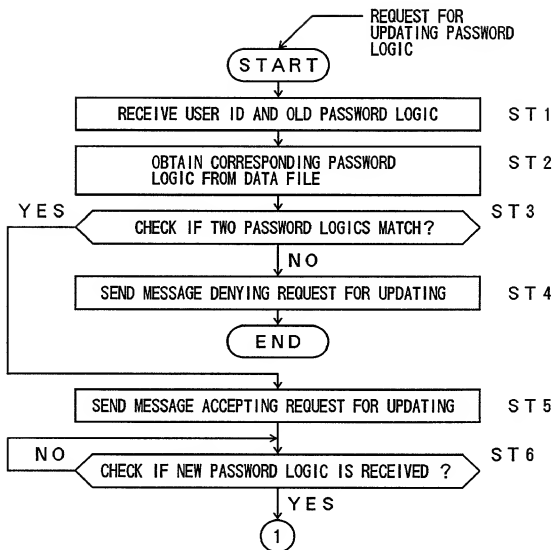 REQUEST FOR
UPDATING PASSWORD
LOGIC
START
RECEIVE USER ID AND OLD PASSWORD LOGIC
ST1
OBTAIN CORRESPONDING PASSWORD
LOGIC FROM DATA FILE
ST2
YES
CHECK IF TWO PASSWORD LOGICS MATCH?
ST3
NO
SEND MESSAGE DENYING REQUEST FOR UPDATING
ST4
END
SEND MESSAGE ACCEPTING REQUEST FOR UPDATING
ST5
NO
CHECK IF NEW PASSWORD LOGIC IS RECEIVED ?
ST6
YES
1